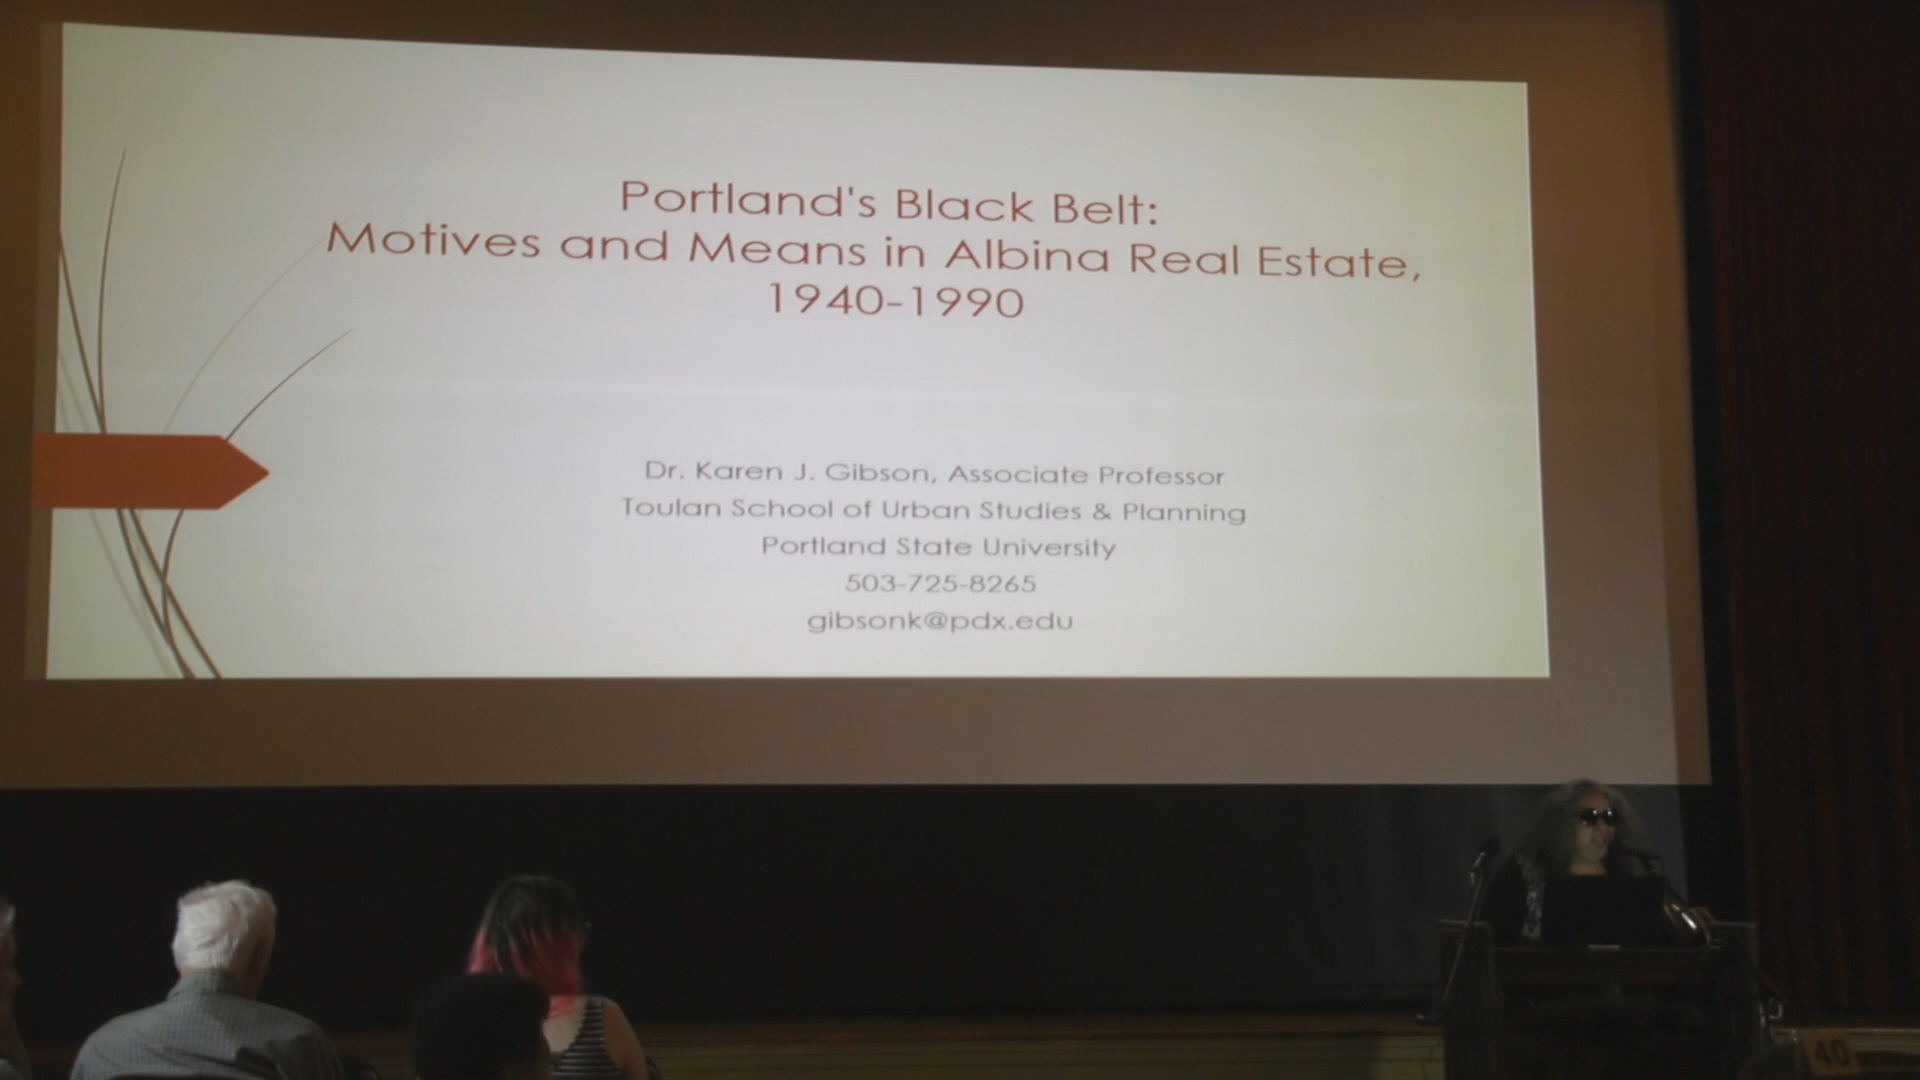 Portland's Black Belt:
Motives and Means in Albina Real Estate,
1940-1990
Dr. Karen J. Gibson, Associate Professor
Toulan School of Urban Studies & Planning
Portland State University
503-725-8265
gibsonk@pdx.edu
40